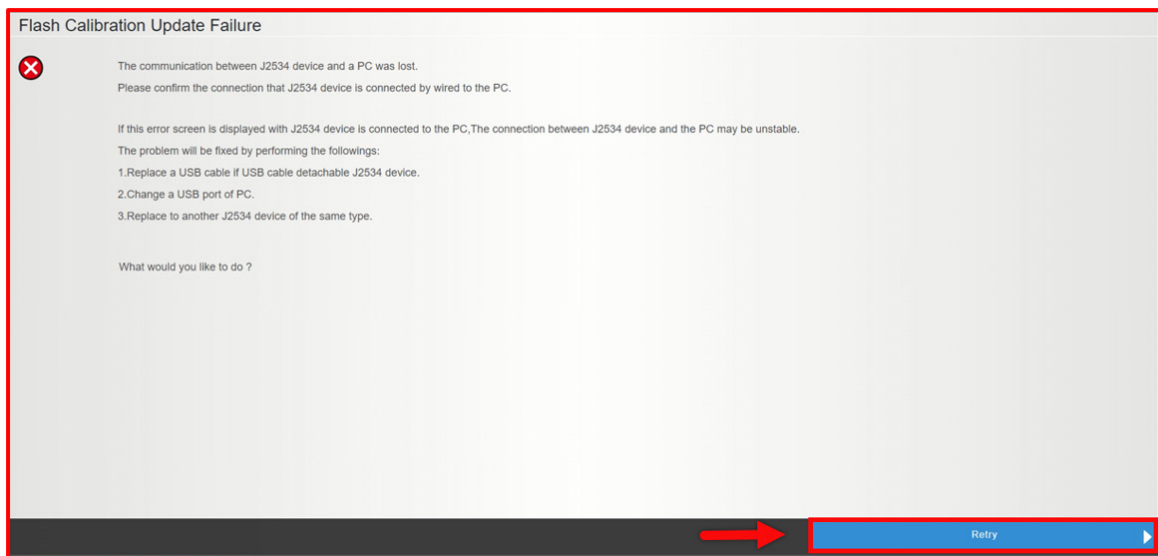 Flash Calibration Update Failure
The communication between J2534 device and a PC was lost.
Please confirm the connection that J2534 device is connected by wired to the PC.
If this error screen is displayed with J2534 device is connected to the PC,The connection between J2534 device and the PC may be unstable.
The problem will be fixed by performing the followings:
1.Replace a USB cable if USB cable detachable J2534 device.
2.Change a USB port of PC.
3.Replace to another J2534 device of the same type.
What would you like to do ?
Retry